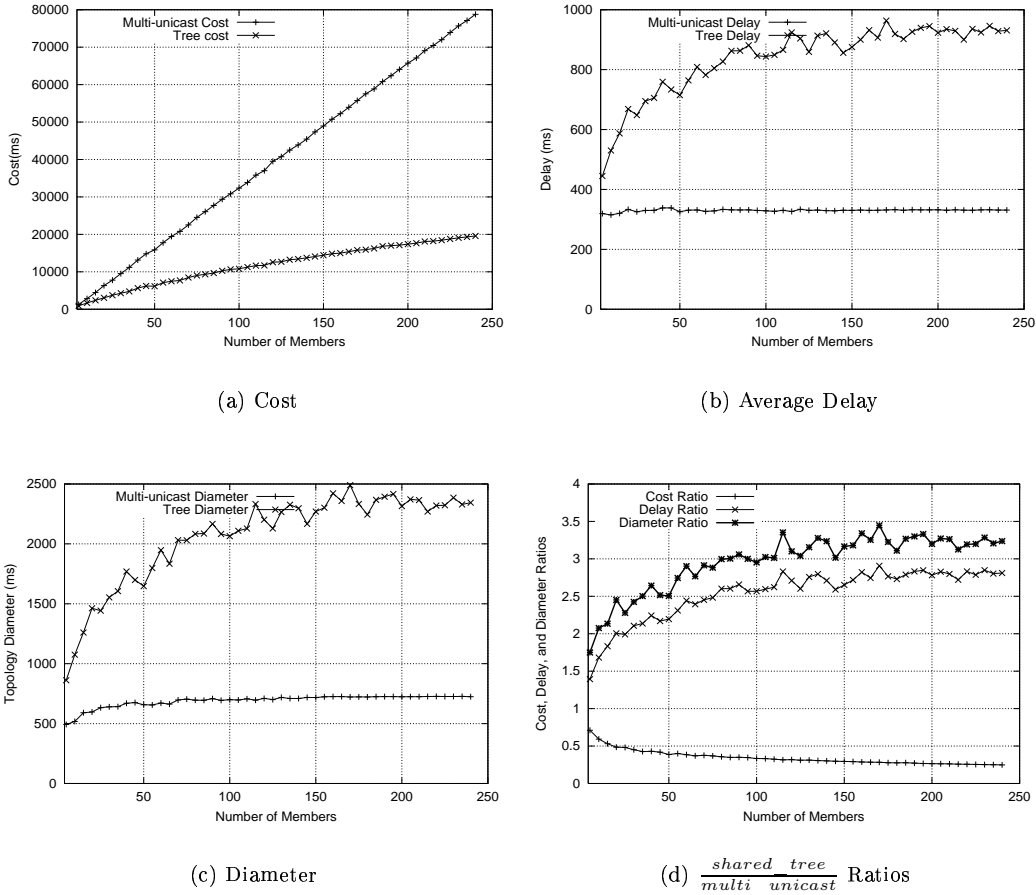 80000
70000
60000
50000
40000
30000
20000
10000
0
Cost(ms)
Multi-unicast Cost
Tree cost
50
100
150
200
250
Number of Members
(a) Cost
1000
800
600
400
200
0
Delay (ms)
Multi-unicast Delay
Tree Delay
50
100
150
200
250
Number of Members
(b) Average Delay
2500
2000
1500
1000
500
0
Topology Diameter (ms)
Multi-unicast Diameter
Tree Diameter
50
100
150
200
250
Number of Members
(c) Diameter
4
3.5
3
2.5
2
1.5
1
0.5
0
Cost, Delay, and Diameter Ratios
Cost Ratio
Delay Ratio
Diameter Ratio
50
100
150
200
250
Number of Members
(d) shared_tree / multi_unicast Ratios